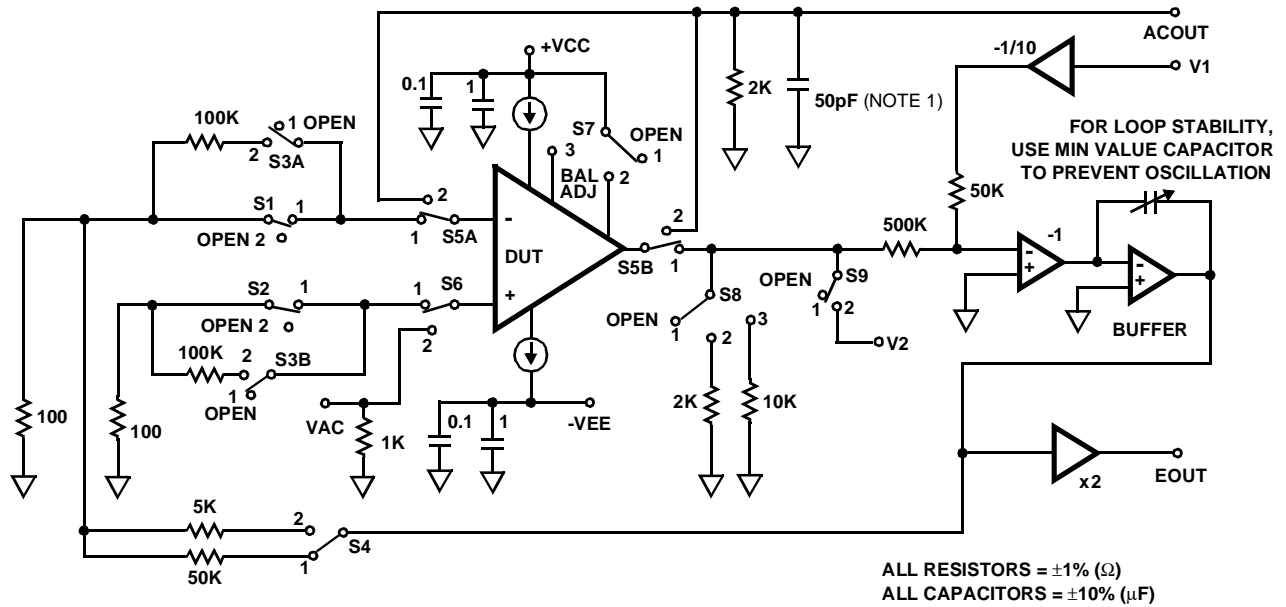 ACOUT
+VCC
-1/10
V1
0.1
1
2K
50pF (NOTE 1)
S7
OPEN
1
100K
1 OPEN
2
S3A
3
BAL
ADJ
2
FOR LOOP STABILITY,
USE MIN VALUE CAPACITOR
TO PREVENT OSCILLATION
50K
S1
1
OPEN 2
2
1
S5A
-
DUT
+
2
S5B
1
500K
-
+
-1
-
+
BUFFER
S2
1
OPEN 2
1
S6
2
S8
OPEN
1
2
3
OPEN
S9
1
2
V2
100K
2
S3B
1
OPEN
100
100
VAC
1K
0.1
1
-VEE
2K
10K
x2
EOUT
5K
2
S4
50K
1
ALL RESISTORS = ±1% (Ω)
ALL CAPACITORS = ±10% (µF)